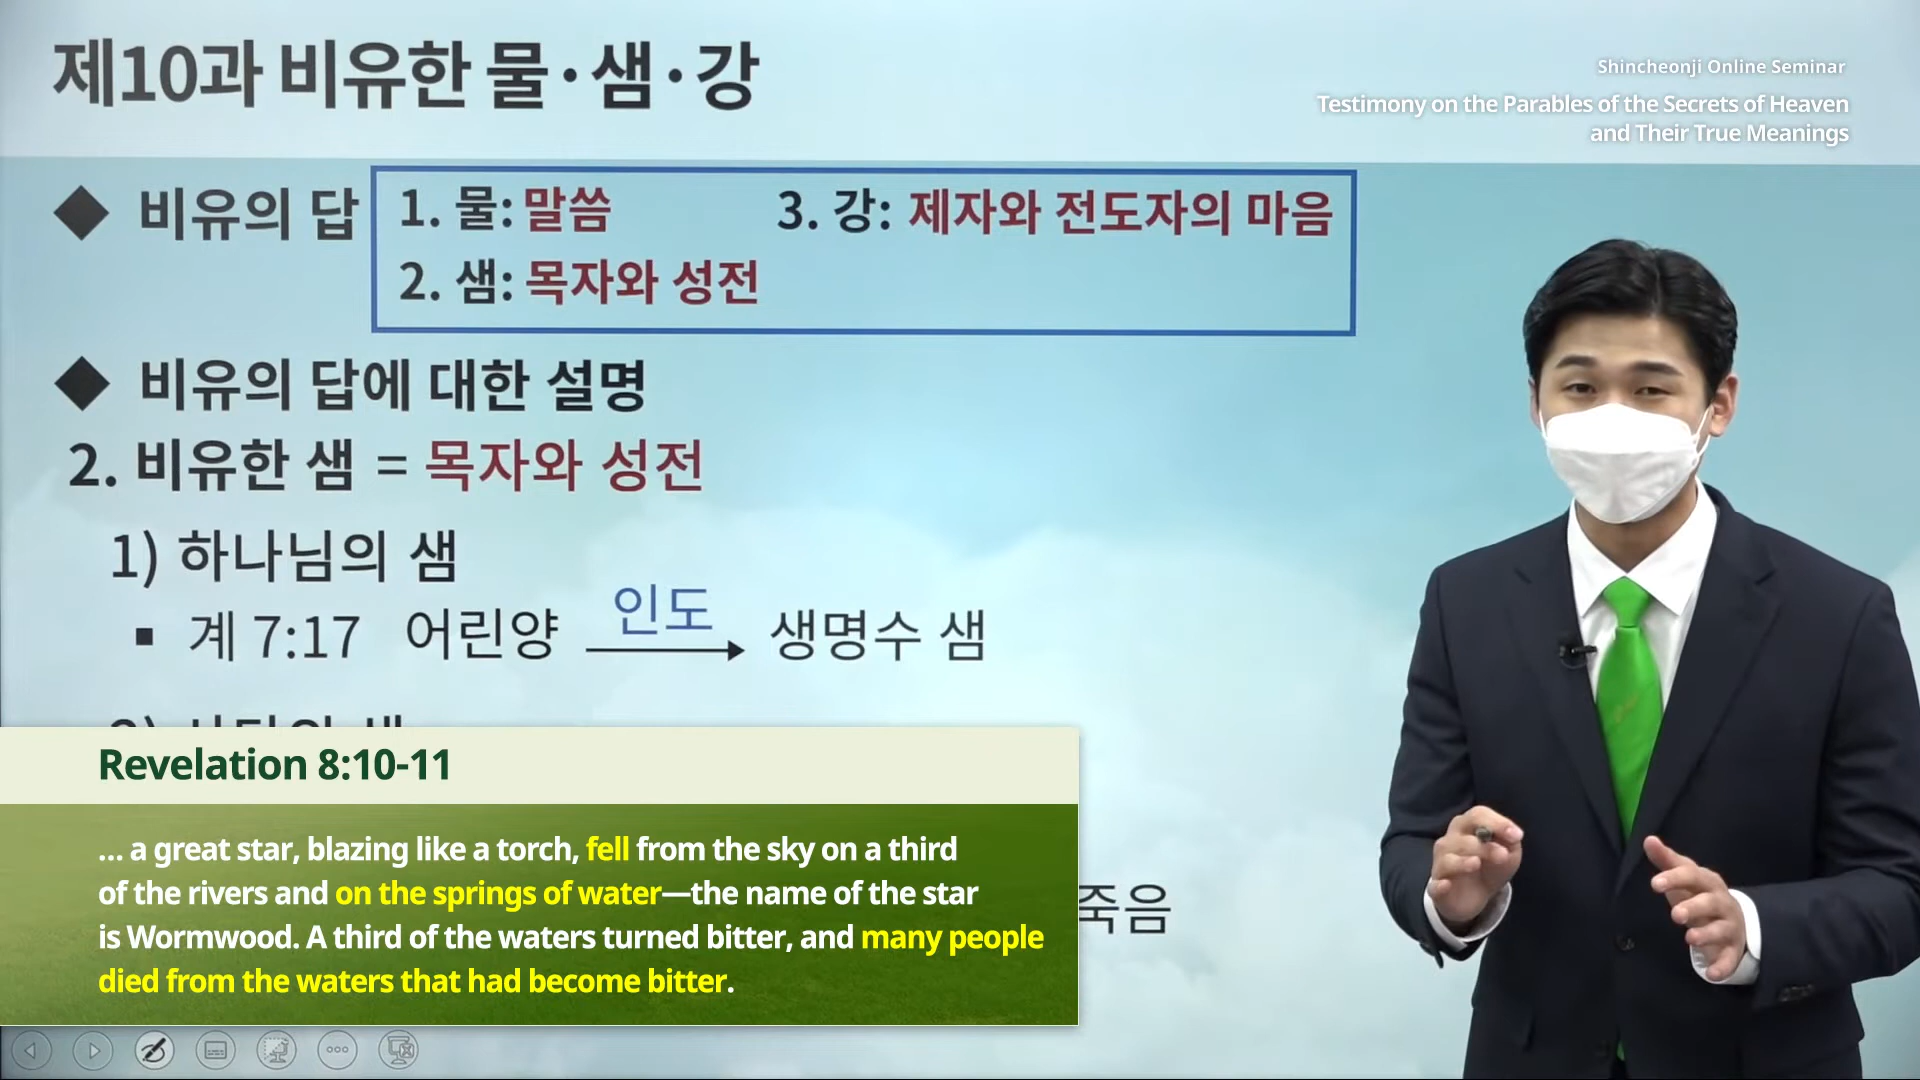 제10과 비유한 물·샘·강
Shincheonji Online Seminar
Testimony on the Parables of the Secrets of Heaven
and Their True Meanings
◆ 비유의 답
1. 물: 말씀
3. 강: 제자와 전도자의 마음
2. 샘: 목자와 성전
◆ 비유의 답에 대한 설명
2. 비유한 샘 = 목자와 성전
1) 하나님의 샘
▪ 계 7:17 어린양 인도 생명수 샘
죽음
Revelation 8:10-11
... a great star, blazing like a torch, fell from the sky on a third
of the rivers and on the springs of water—the name of the star
is Wormwood. A third of the waters turned bitter, and many people
died from the waters that had become bitter.